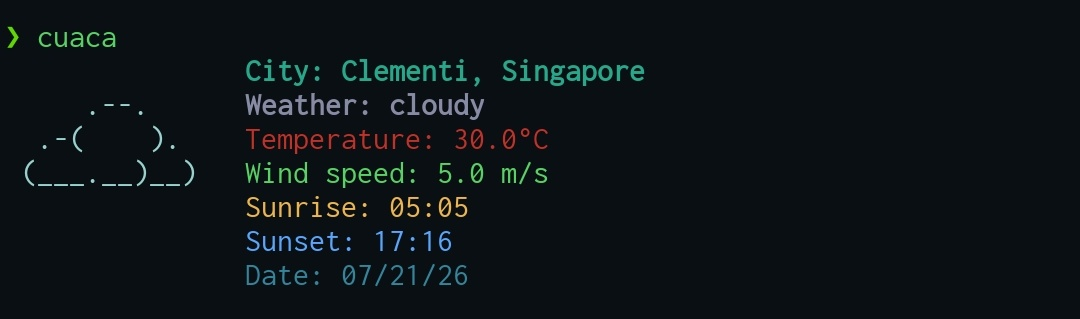 ❯ cuaca
City: Clementi, Singapore
Weather: cloudy
Temperature: 30.0°C
Wind speed: 5.0 m/s
Sunrise: 05:05
Sunset: 17:16
Date: 07/21/26